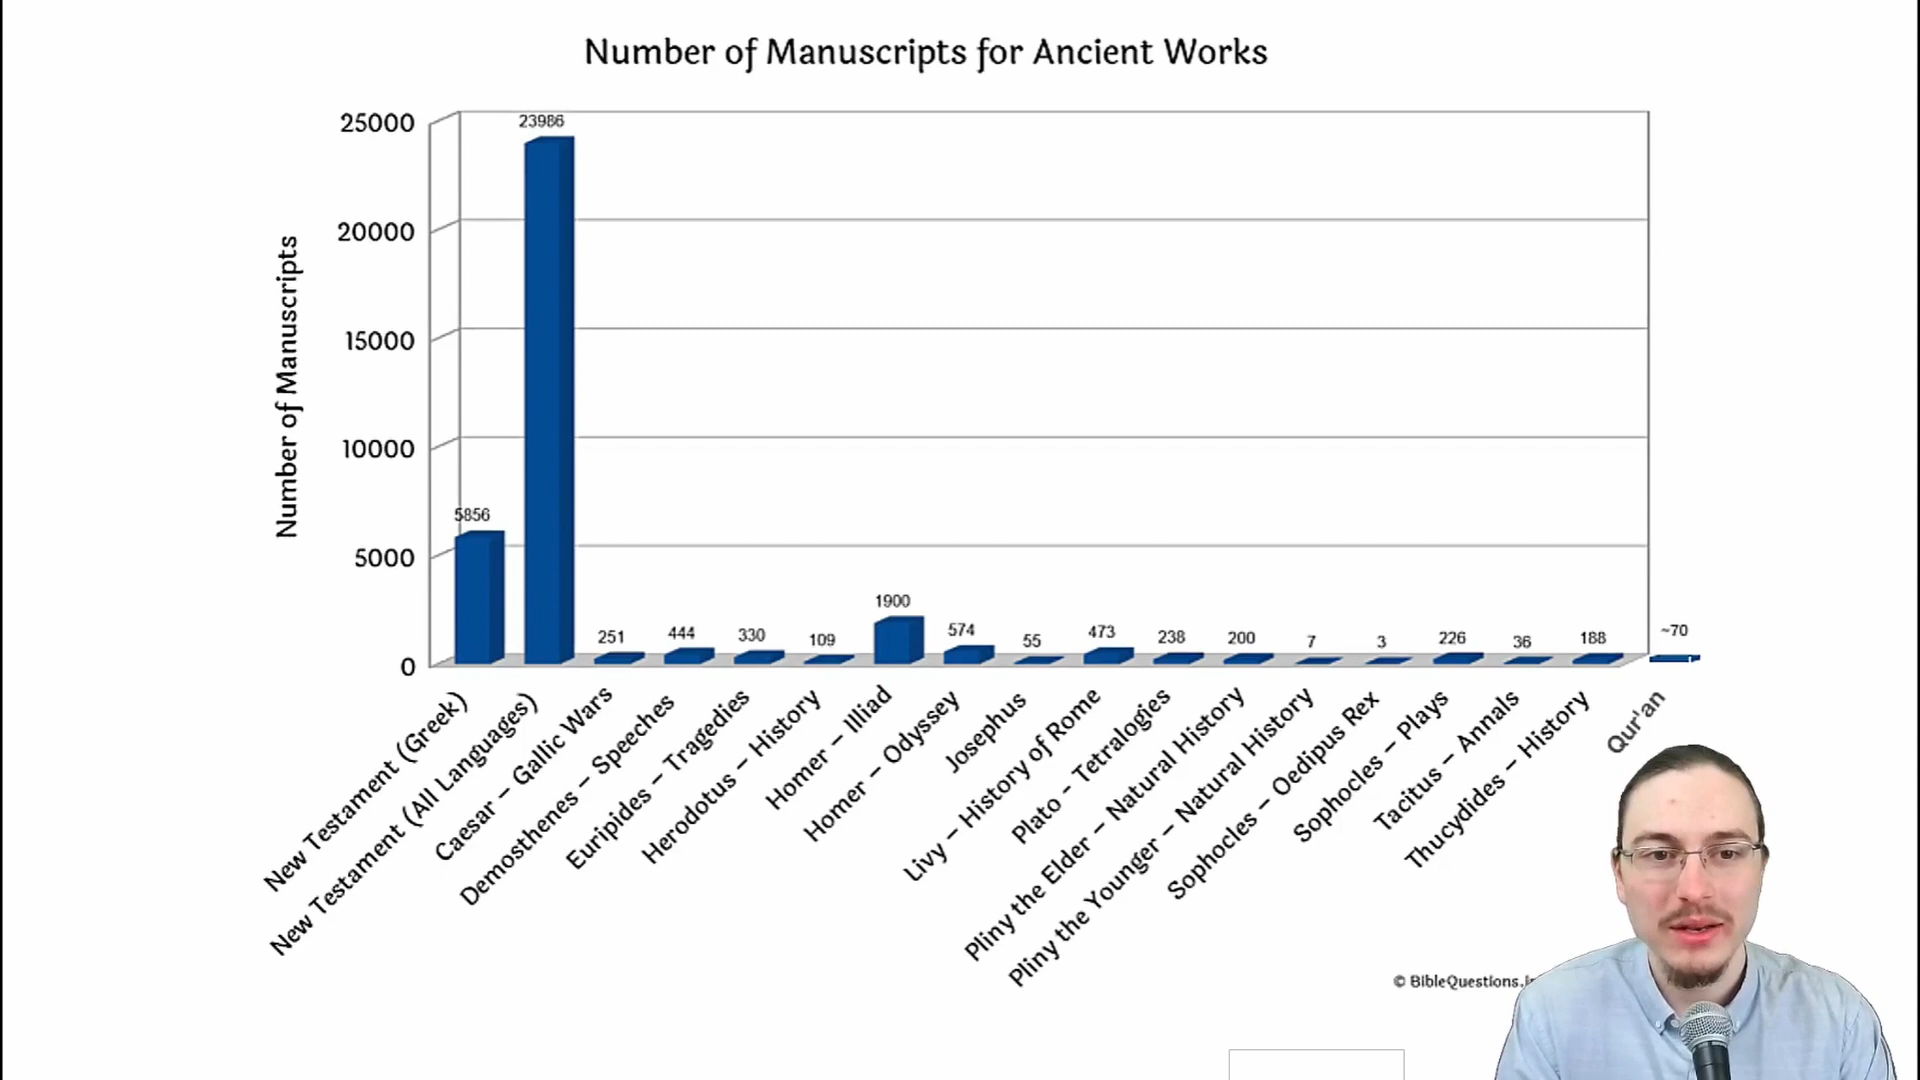 Number of Manuscripts for Ancient Works
Number of Manuscripts
25000
20000
15000
10000
5000
0
5856
23986
251
444
330
109
1900
574
55
473
238
200
7
3
226
36
188
~70
New Testament (Greek)
New Testament (All Languages)
Caesar – Gallic Wars
Demosthenes – Speeches
Euripides – Tragedies
Herodotus – History
Homer – Illiad
Homer – Odyssey
Josephus
Livy – History of Rome
Plato - Tetralogies
Pliny the Elder – Natural History
Pliny the Younger – Natural History
Sophocles – Oedipus Rex
Sophocles – Plays
Tacitus – Annals
Thucydides – History
Qur'an
© BibleQuestions.